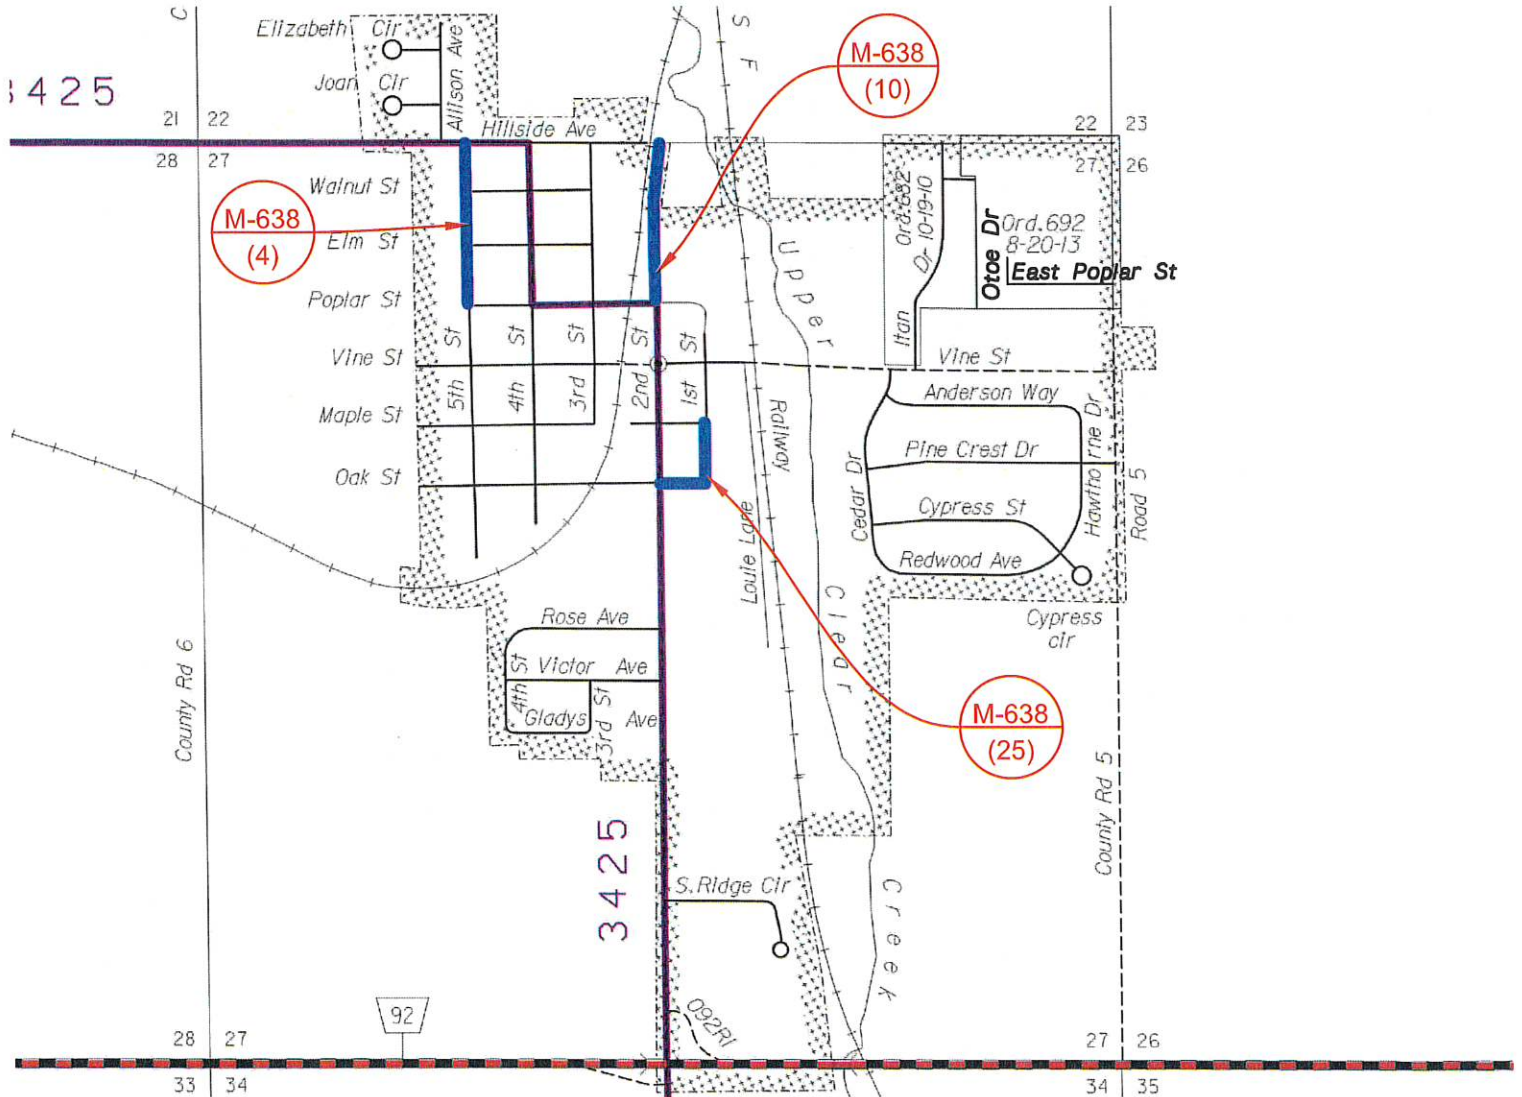 C
Elizabeth Cir
Allison Ave
Joan Cir
S F
M-638
(10)
3425
21 22
Hillside Ave
22 23
28 27
27 26
Walnut St
M-638
(4)
Elm St
Poplar St
Ord.682
Dr 10-19-10
Itan
Otoe Dr
Ord.692
8-20-13
East Poplar St
Upper
Vine St
5th St
4th St
3rd St
2nd St
1st St
Vine St
Maple St
Oak St
Railway
Louie Lane
Anderson Way
Pine Crest Dr
Cedar Dr
Cypress St
Hawthorne Dr
Road 5
Redwood Ave
Cypress
cir
Clear
County Rd 6
Rose Ave
4th St
Victor Ave
Gladys Ave
3rd St
M-638
(25)
3425
County Rd 5
S.Ridge Cir
Creek
92
092R1
28 27
27 26
33 34
34 35